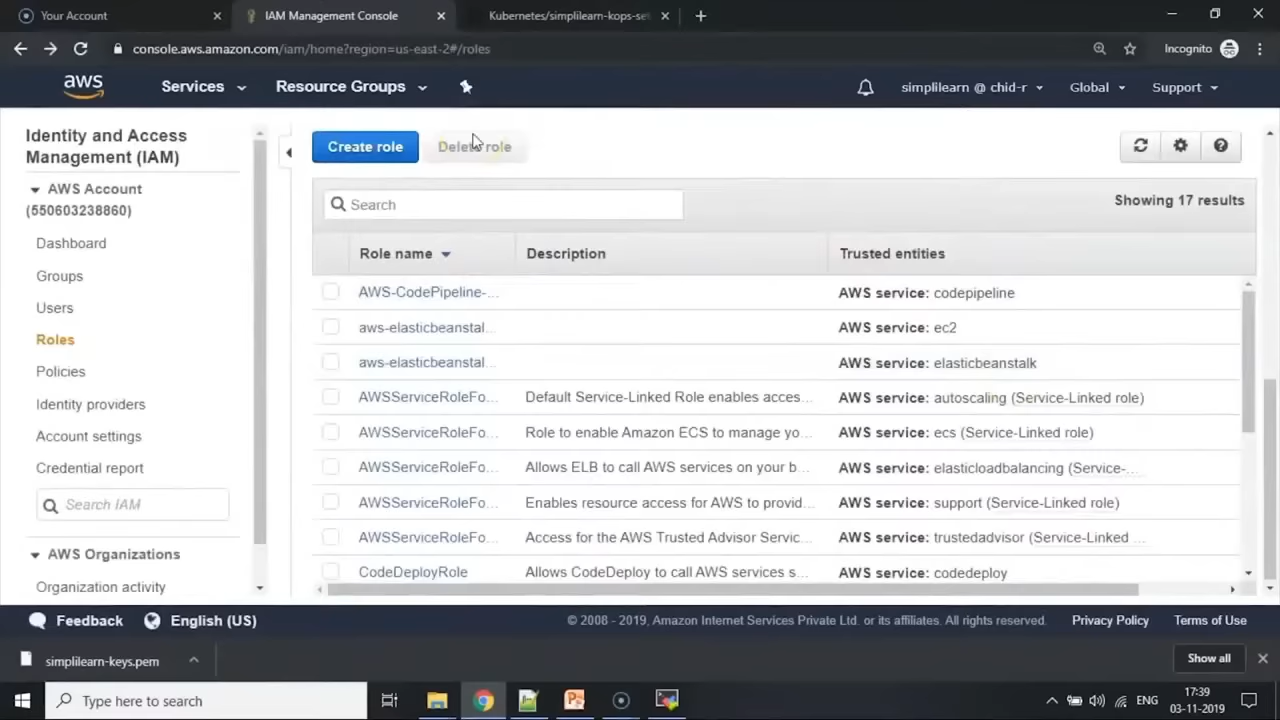 Your Account
IAM Management Console
Kubernetes/simplilearn-kops-se
console.aws.amazon.com/iam/home?region=us-east-2#/roles
Incognito
aws
Services
Resource Groups
simplilearn @ chid-r
Global
Support
Identity and Access
Management (IAM)
AWS Account
(550603238860)
Dashboard
Groups
Users
Roles
Policies
Identity providers
Account settings
Credential report
Search IAM
AWS Organizations
Organization activity
Create role
Delete role
Search
Showing 17 results
Role name Description Trusted entities
AWS-CodePipeline-... AWS service: codepipeline
aws-elasticbeanstal... AWS service: ec2
aws-elasticbeanstal... AWS service: elasticbeanstalk
AWSServiceRoleFo... Default Service-Linked Role enables acces... AWS service: autoscaling (Service-Linked role)
AWSServiceRoleFo... Role to enable Amazon ECS to manage yo... AWS service: ecs (Service-Linked role)
AWSServiceRoleFo... Allows ELB to call AWS services on your b... AWS service: elasticloadbalancing (Service-...
AWSServiceRoleFo... Enables resource access for AWS to provid... AWS service: support (Service-Linked role)
AWSServiceRoleFo... Access for the AWS Trusted Advisor Servic... AWS service: trustedadvisor (Service-Linked ...
CodeDeployRole Allows CodeDeploy to call AWS services s... AWS service: codedeploy
Feedback
English (US)
© 2008 - 2019, Amazon Internet Services Private Ltd. or its affiliates. All rights reserved.
Privacy Policy
Terms of Use
simplilearn-keys.pem
Show all
Type here to search
ENG
17:39
03-11-2019